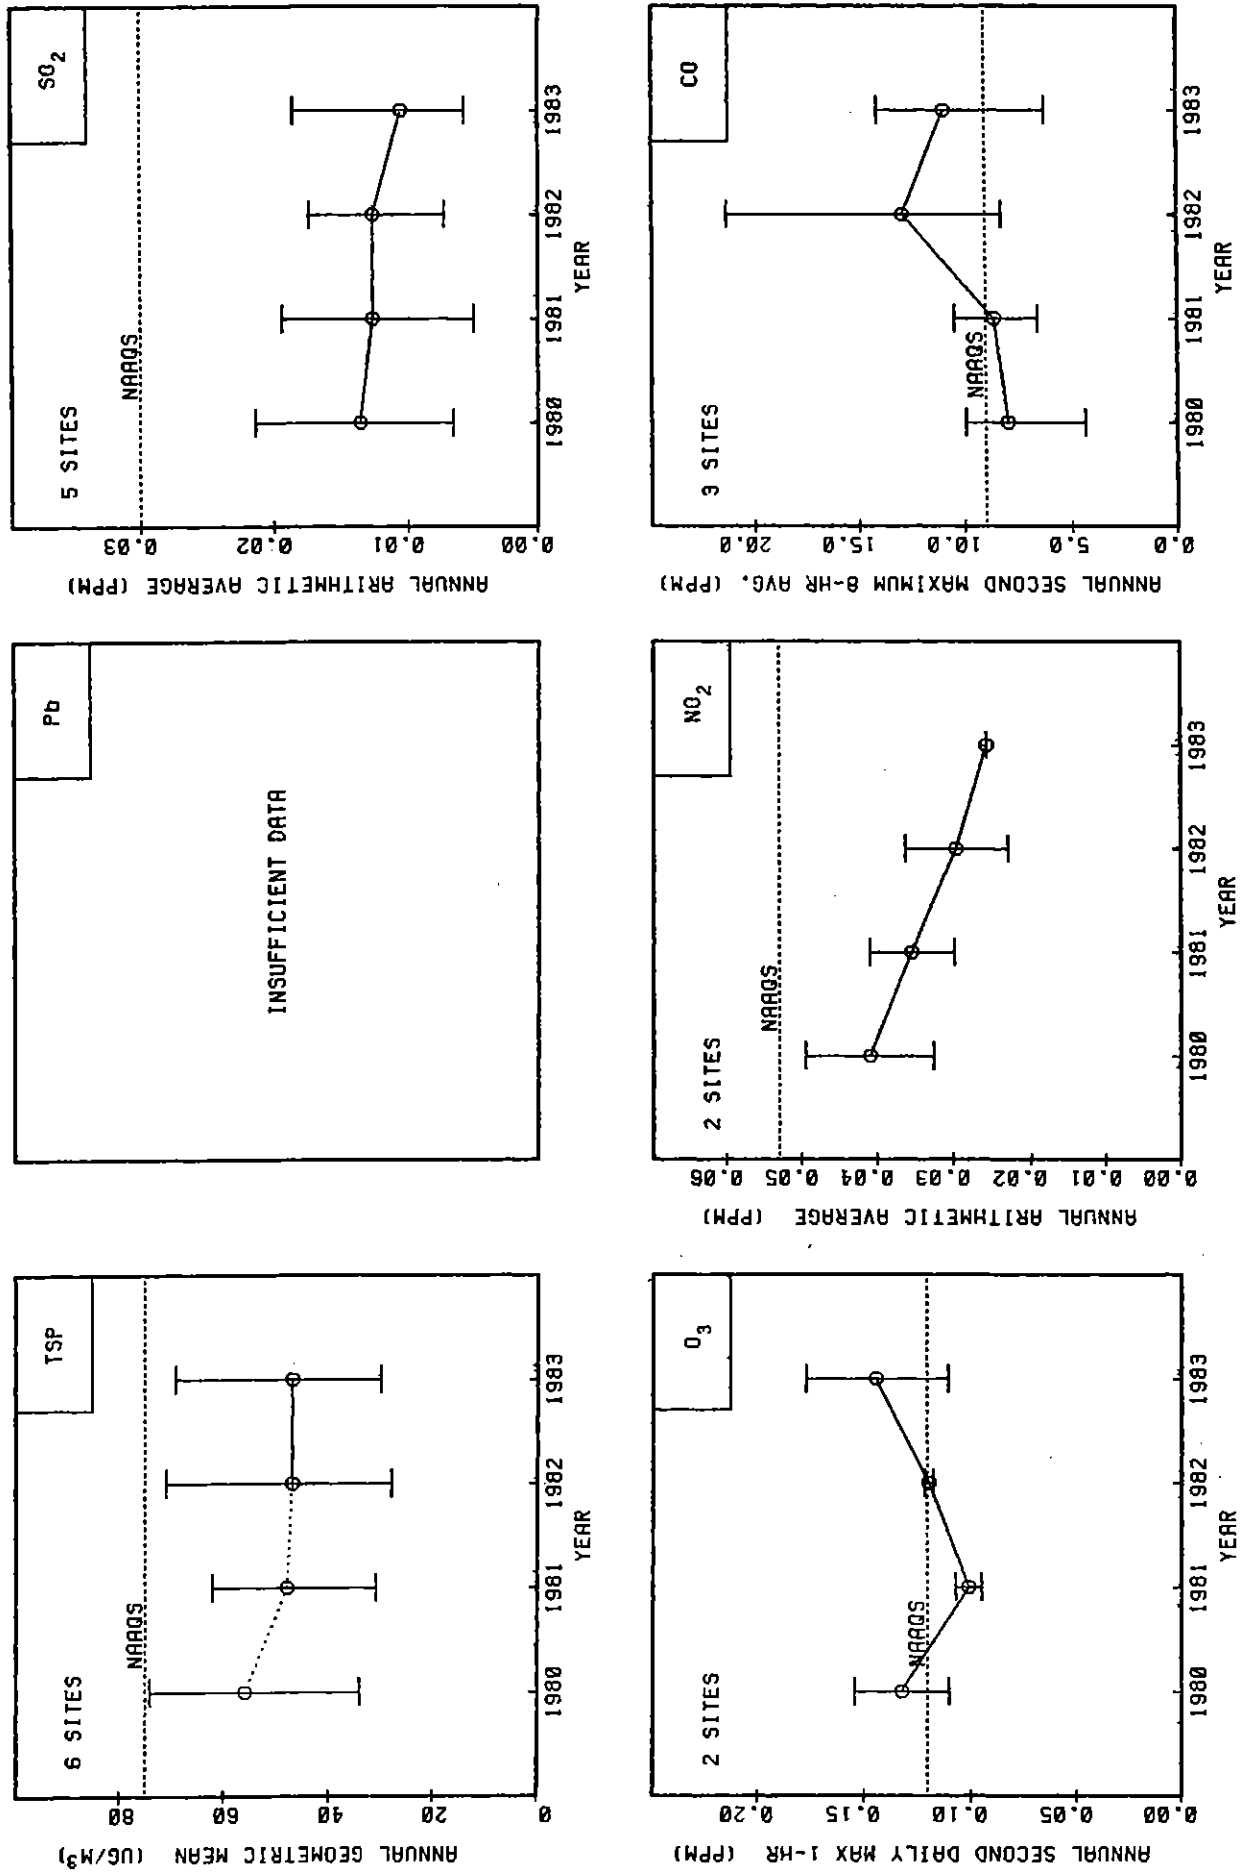 TSP
6 SITES
NAAQS
ANNUAL GEOMETRIC MEAN (UG/M³)
80
60
40
20
0
1980 1981 1982 1983
YEAR
Pb
INSUFFICIENT DATA
SO₂
5 SITES
NAAQS
ANNUAL ARITHMETIC AVERAGE (PPM)
0.03
0.02
0.01
0.00
1980 1981 1982 1983
YEAR
O₃
2 SITES
NAAQS
ANNUAL SECOND DAILY MAX 1-HR (PPM)
0.20
0.15
0.10
0.05
0.00
1980 1981 1982 1983
YEAR
NO₂
2 SITES
NAAQS
ANNUAL ARITHMETIC AVERAGE (PPM)
0.06
0.05
0.04
0.03
0.02
0.01
0.00
1980 1981 1982 1983
YEAR
CO
3 SITES
NAAQS
ANNUAL SECOND MAXIMUM 8-HR AVG. (PPM)
20.0
15.0
10.0
5.0
0.0
1980 1981 1982 1983
YEAR